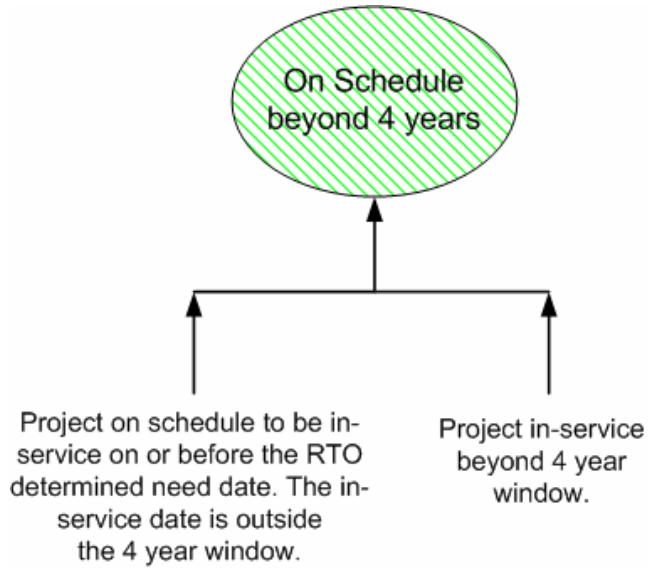 On Schedule
beyond 4 years
Project on schedule to be in-
service on or before the RTO
determined need date. The in-
service date is outside
the 4 year window.
Project in-service
beyond 4 year
window.